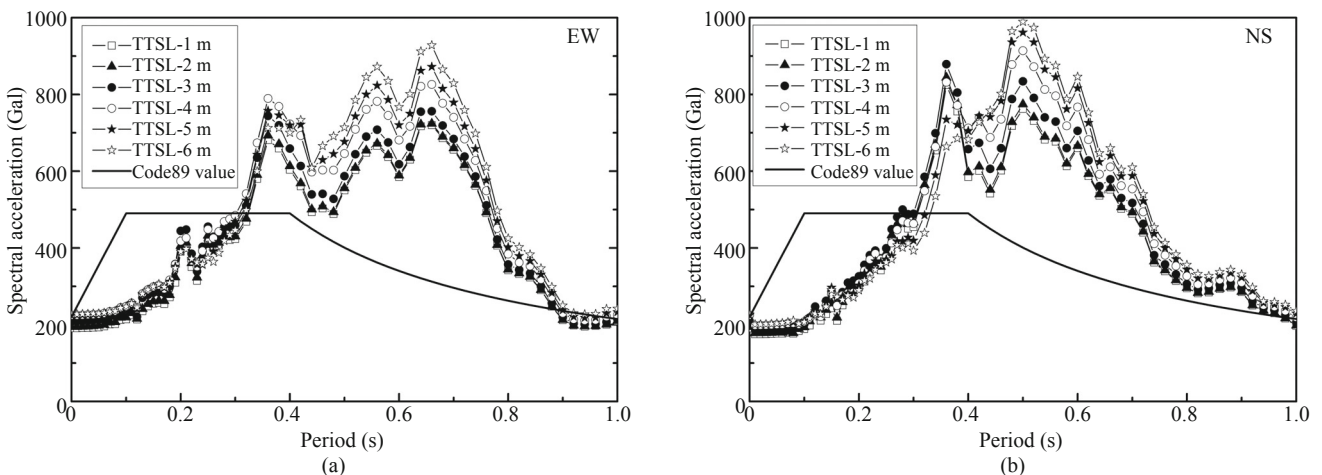 1000
800
600
400
200
0
Spectral acceleration (Gal)
TTSL-1 m
TTSL-2 m
TTSL-3 m
TTSL-4 m
TTSL-5 m
TTSL-6 m
Code89 value
EW
0 0.2 0.4 0.6 0.8 1.0
Period (s)
(a)
1000
800
600
400
200
0
Spectral acceleration (Gal)
TTSL-1 m
TTSL-2 m
TTSL-3 m
TTSL-4 m
TTSL-5 m
TTSL-6 m
Code89 value
NS
0 0.2 0.4 0.6 0.8 1.0
Period (s)
(b)